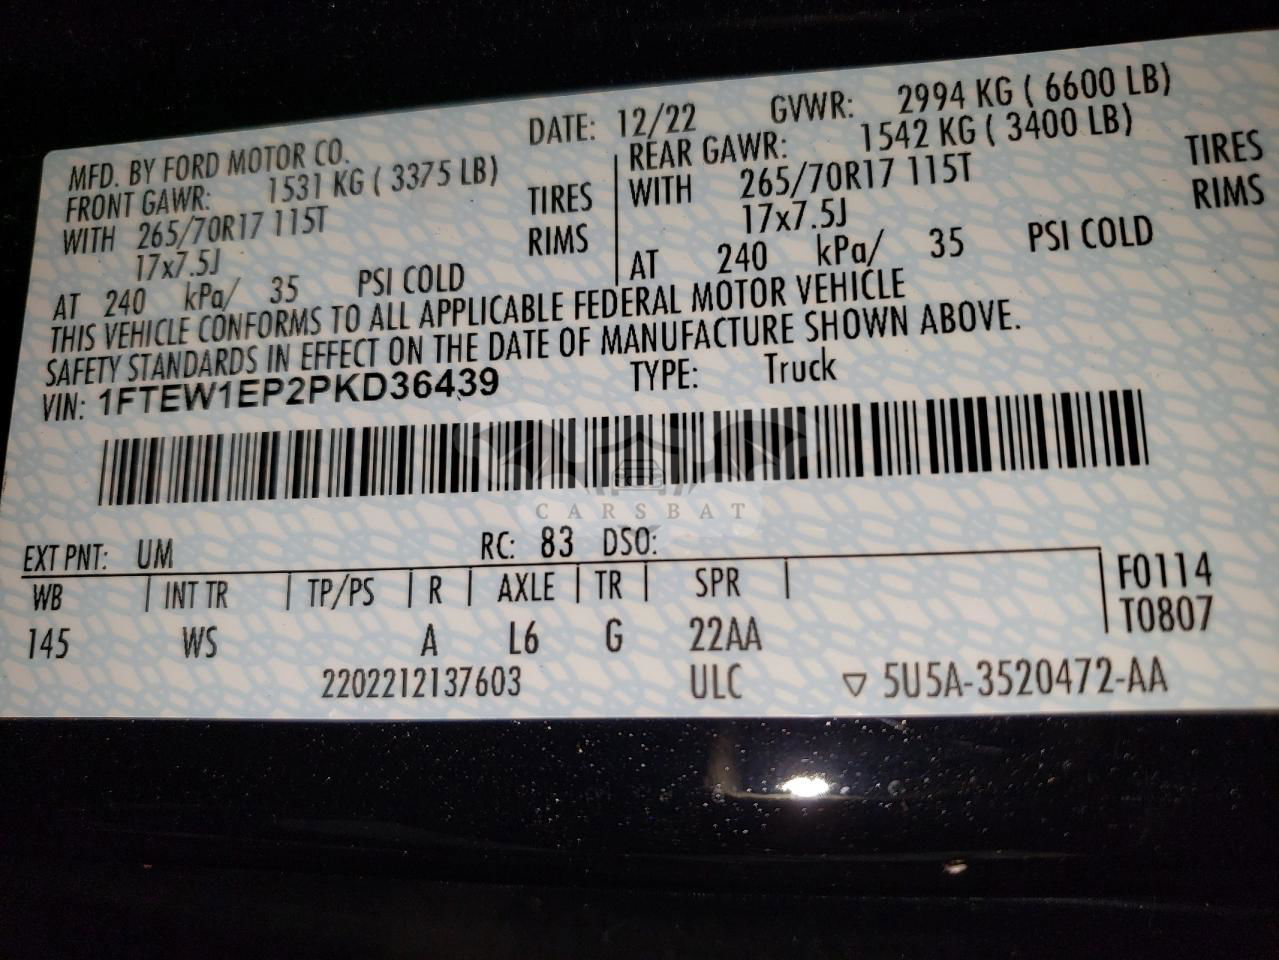 MFD. BY FORD MOTOR CO. DATE: 12/22 GVWR: 2994 KG ( 6600 LB)
FRONT GAWR: 1531 KG ( 3375 LB)
WITH 265/70R17 115T TIRES
17x7.5J RIMS
AT 240 kPa/ 35 PSI COLD
REAR GAWR: 1542 KG ( 3400 LB)
WITH 265/70R17 115T TIRES
17x7.5J RIMS
AT 240 kPa/ 35 PSI COLD
THIS VEHICLE CONFORMS TO ALL APPLICABLE FEDERAL MOTOR VEHICLE
SAFETY STANDARDS IN EFFECT ON THE DATE OF MANUFACTURE SHOWN ABOVE.
VIN: 1FTEW1EP2PKD36439 TYPE: Truck
CARSBAT
EXT PNT: UM RC: 83 DSO:
WB | INT TR | TP/PS | R | AXLE | TR | SPR | F0114
145 WS A L6 G 22AA T0807
2202212137603 ULC ▽ 5U5A-3520472-AA